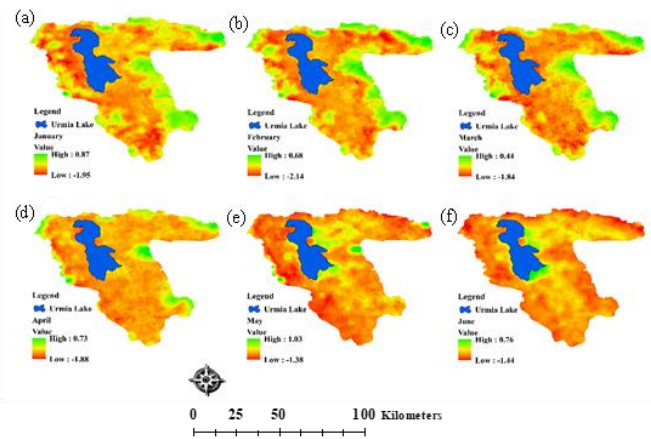 (a)
Legend
Urmia Lake
January
Value
High : 0.87
Low : -1.95
(b)
Legend
Urmia Lake
February
Value
High : 0.68
Low : -2.14
(c)
Legend
Urmia Lake
March
Value
High : 0.44
Low : -1.84
(d)
Legend
Urmia Lake
April
Value
High : 0.73
Low : -1.88
(e)
Legend
Urmia Lake
May
Value
High : 1.03
Low : -1.38
(f)
Legend
Urmia Lake
June
Value
High : 0.76
Low : -1.44
0 25 50 100 Kilometers